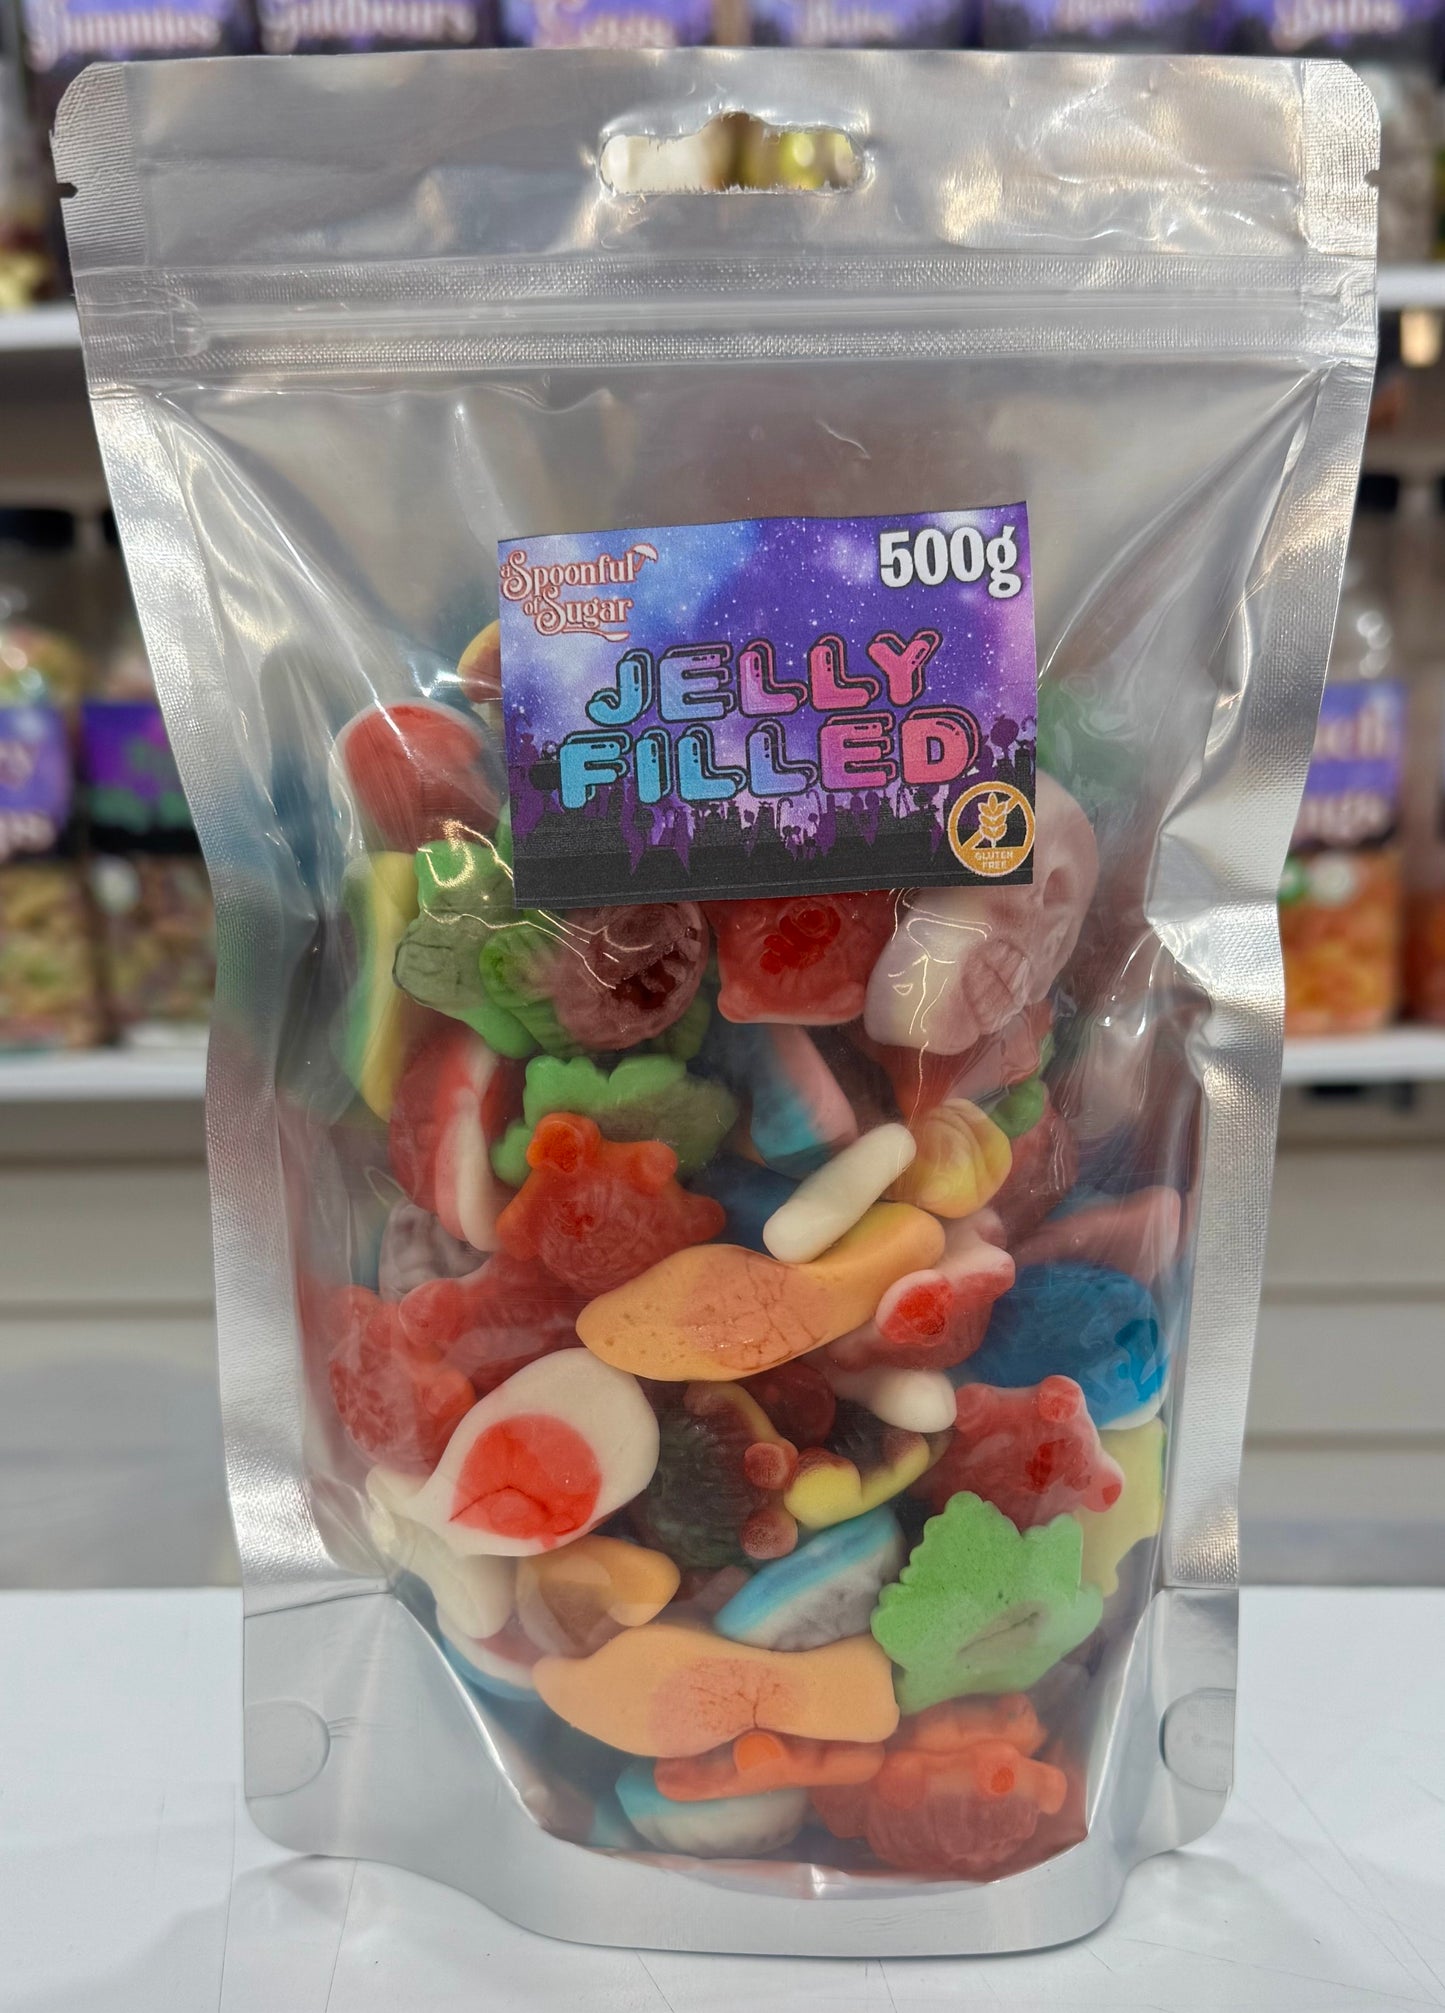 a Spoonful
of Sugar
500g
JELLY
FILLED
GLUTEN
FREE